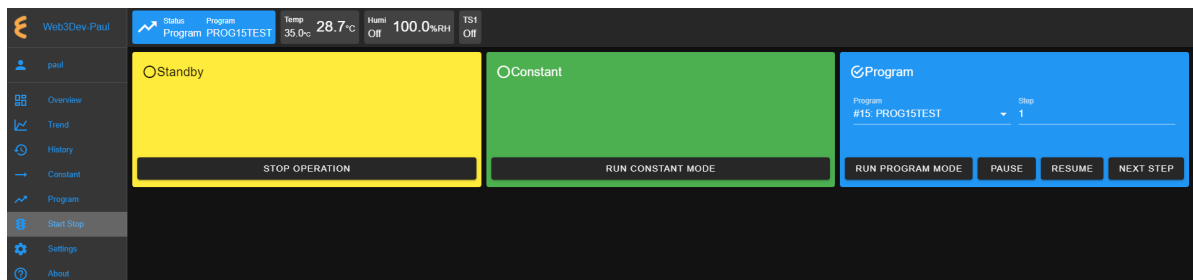 Web3Dev-Paul
Status Program
Program PROG15TEST
Temp
35.0°C 28.7°C
Humi
Off 100.0%RH
TS1
Off
paul
Overview
Trend
History
Constant
Program
Start Stop
Settings
About
Standby
STOP OPERATION
Constant
RUN CONSTANT MODE
Program
Program Step
#15: PROG15TEST 1
RUN PROGRAM MODE PAUSE RESUME NEXT STEP